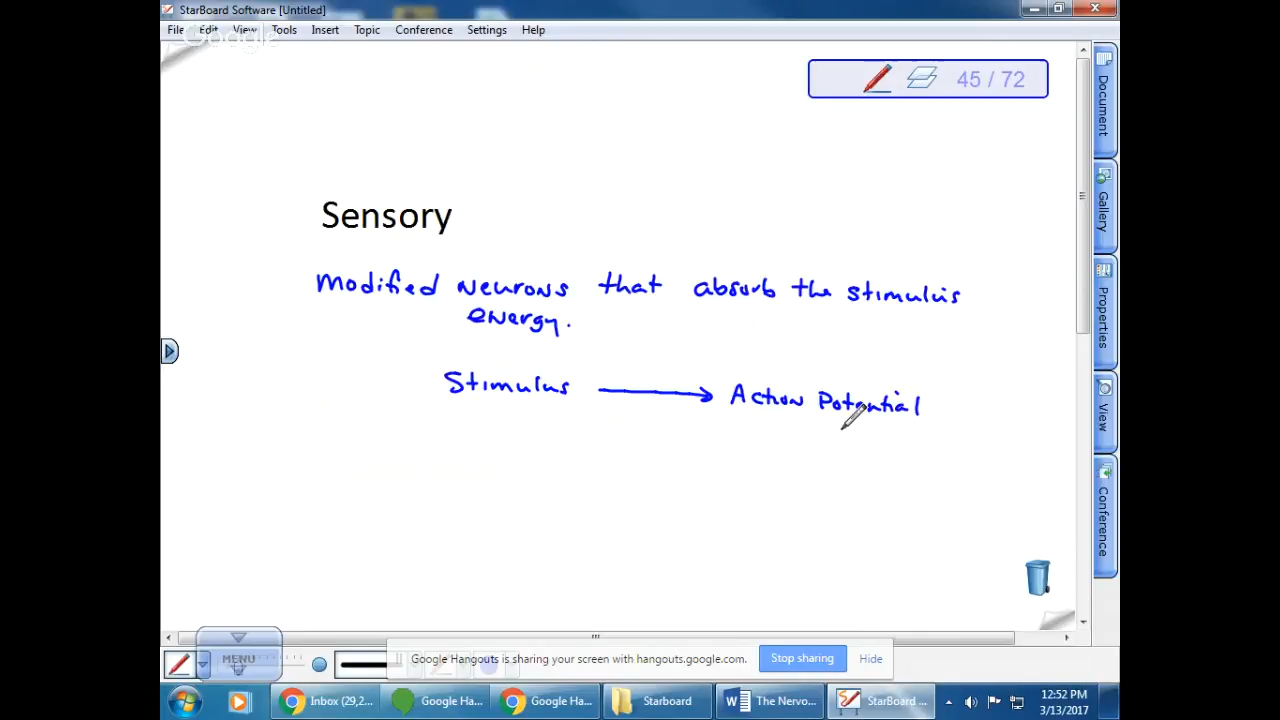 StarBoard Software [Untitled]
File Edit View Tools Insert Topic Conference Settings Help
Google
45 / 72
Document
Gallery
Properties
View
Conference
Sensory
Modified Neurons that absorb the stimulus
energy.
Stimulus → Action Potential
MENU
Google Hangouts is sharing your screen with hangouts.google.com. Stop sharing Hide
Inbox (29,2... Google Ha... Google Ha... Starboard The Nervo... StarBoard ...
12:52 PM
3/13/2017